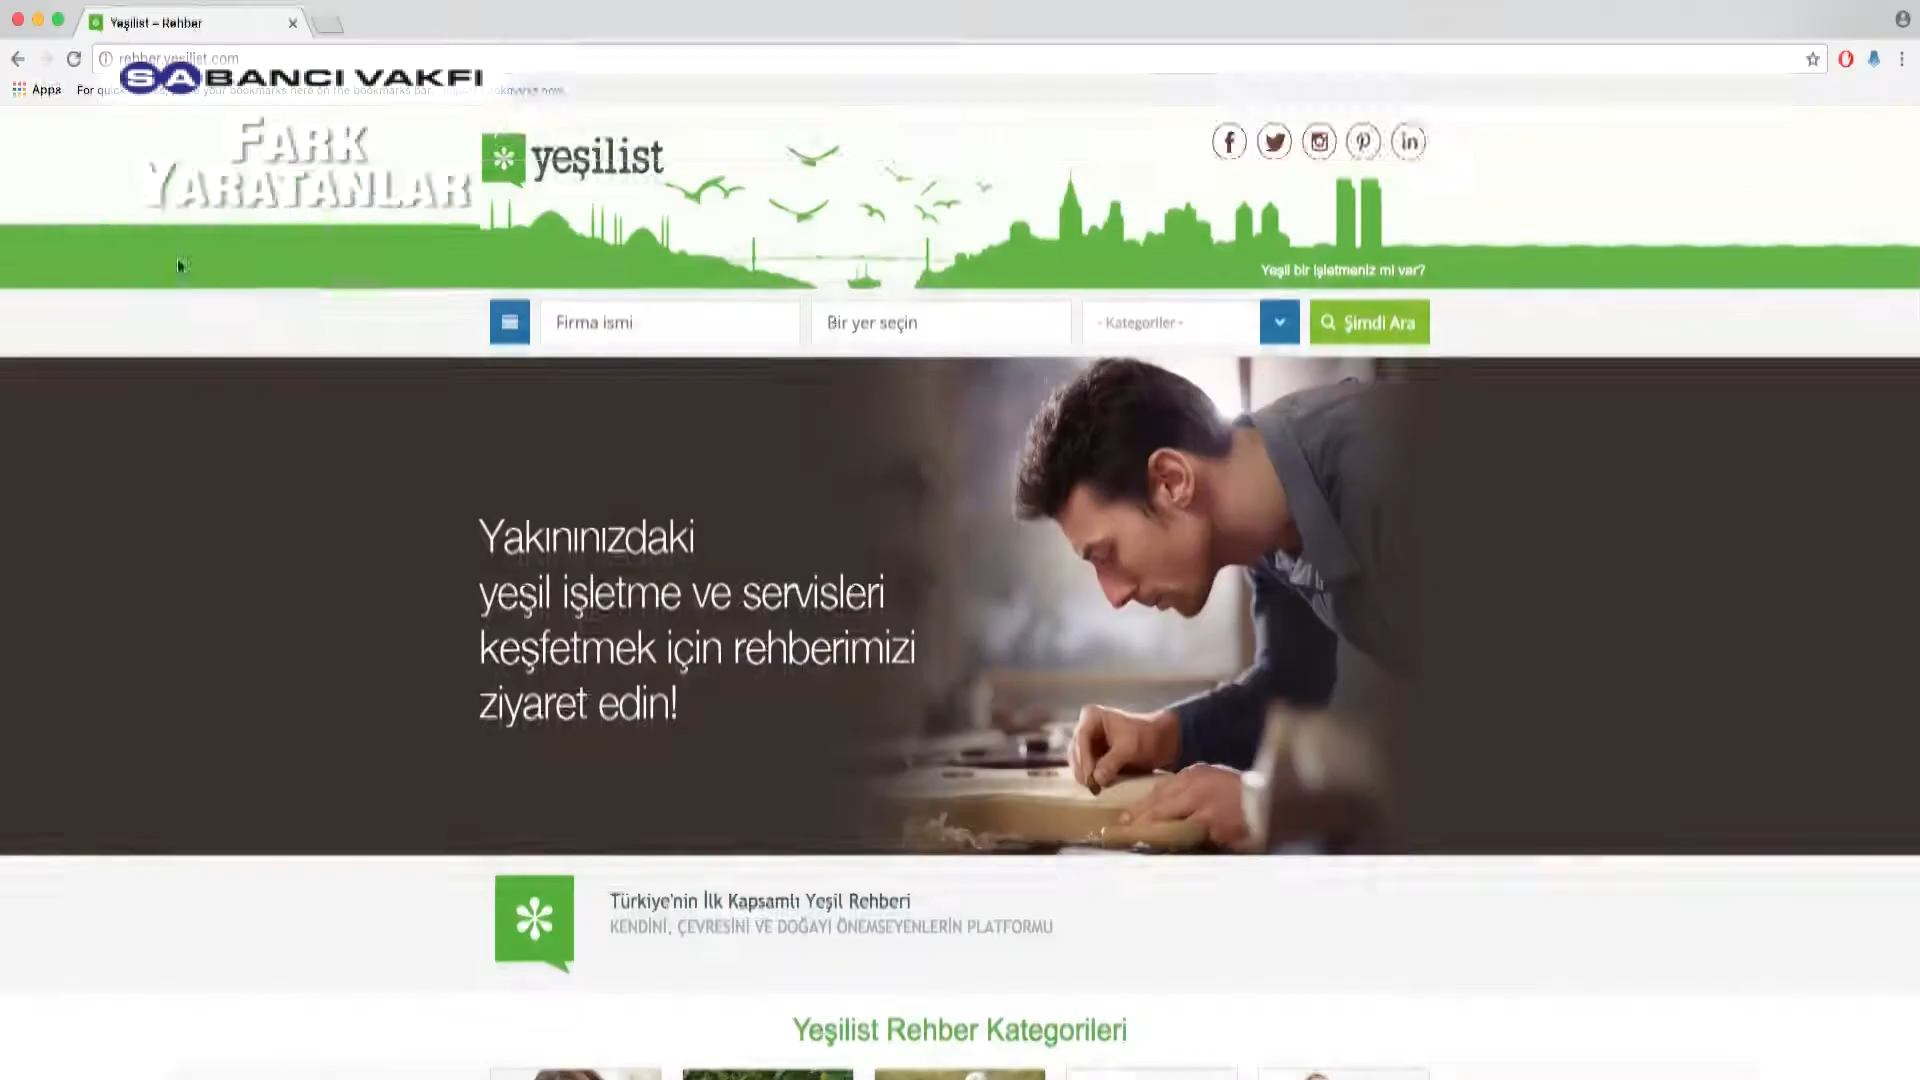 Yeşilist – Rehber
rehber.yesilist.com
SABANCI VAKFI
Apps
FARK
YARATANLAR
yeşilist
Yeşil bir işletmeniz mi var?
Firma ismi
Bir yer seçin
- Kategoriler -
Şimdi Ara
Yakınınızdaki
yeşil işletme ve servisleri
keşfetmek için rehberimizi
ziyaret edin!
Türkiye'nin İlk Kapsamlı Yeşil Rehberi
KENDİNİ, ÇEVRESİNİ VE DOĞAYI ÖNEMSEYENLERİN PLATFORMU
Yeşilist Rehber Kategorileri